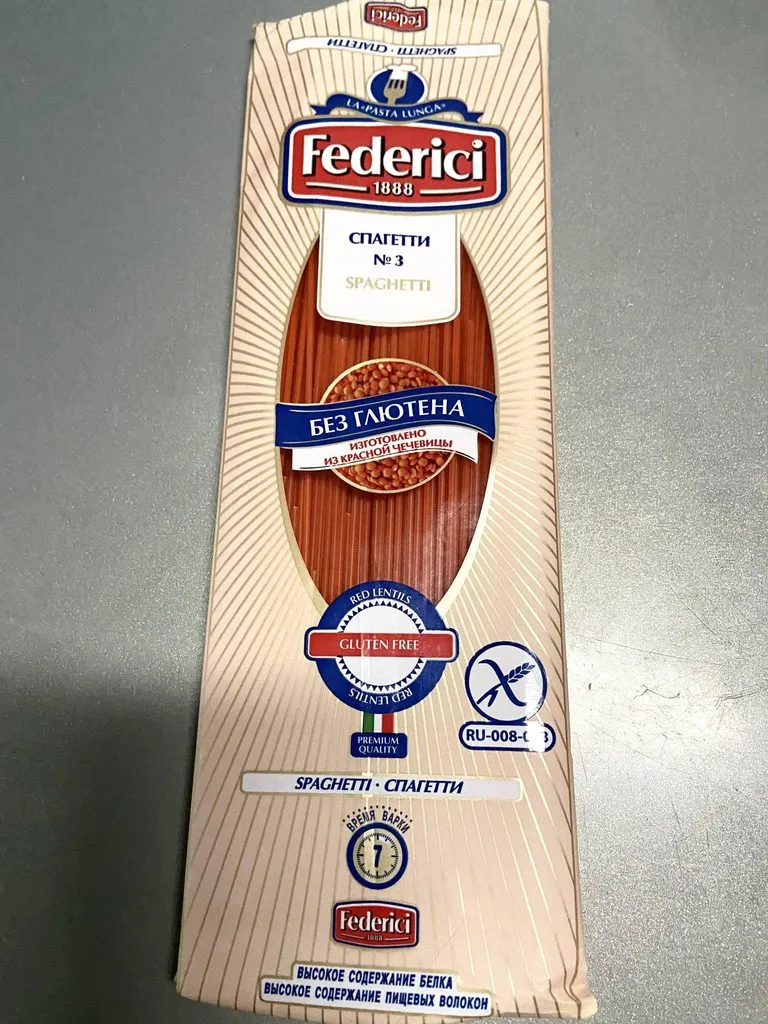 Federici
SPAGHETTI · СПАГЕТТИ
LA «PASTA LUNGA»
Federici
1888
СПАГЕТТИ
№ 3
SPAGHETTI
БЕЗ ГЛЮТЕНА
ИЗГОТОВЛЕНО
ИЗ КРАСНОЙ ЧЕЧЕВИЦЫ
RED LENTILS
GLUTEN FREE
RED LENTILS
PREMIUM
QUALITY
SPAGHETTI · СПАГЕТТИ
ВРЕМЯ ВАРКИ
7
Federici
1888
ВЫСОКОЕ СОДЕРЖАНИЕ БЕЛКА
ВЫСОКОЕ СОДЕРЖАНИЕ ПИЩЕВЫХ ВОЛОКОН